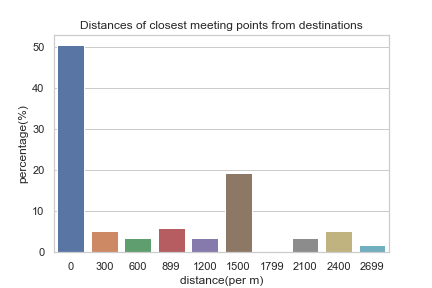 Distances of closest meeting points from destinations
percentage(%)
50
40
30
20
10
0
0 300 600 899 1200 1500 1799 2100 2400 2699
distance(per m)